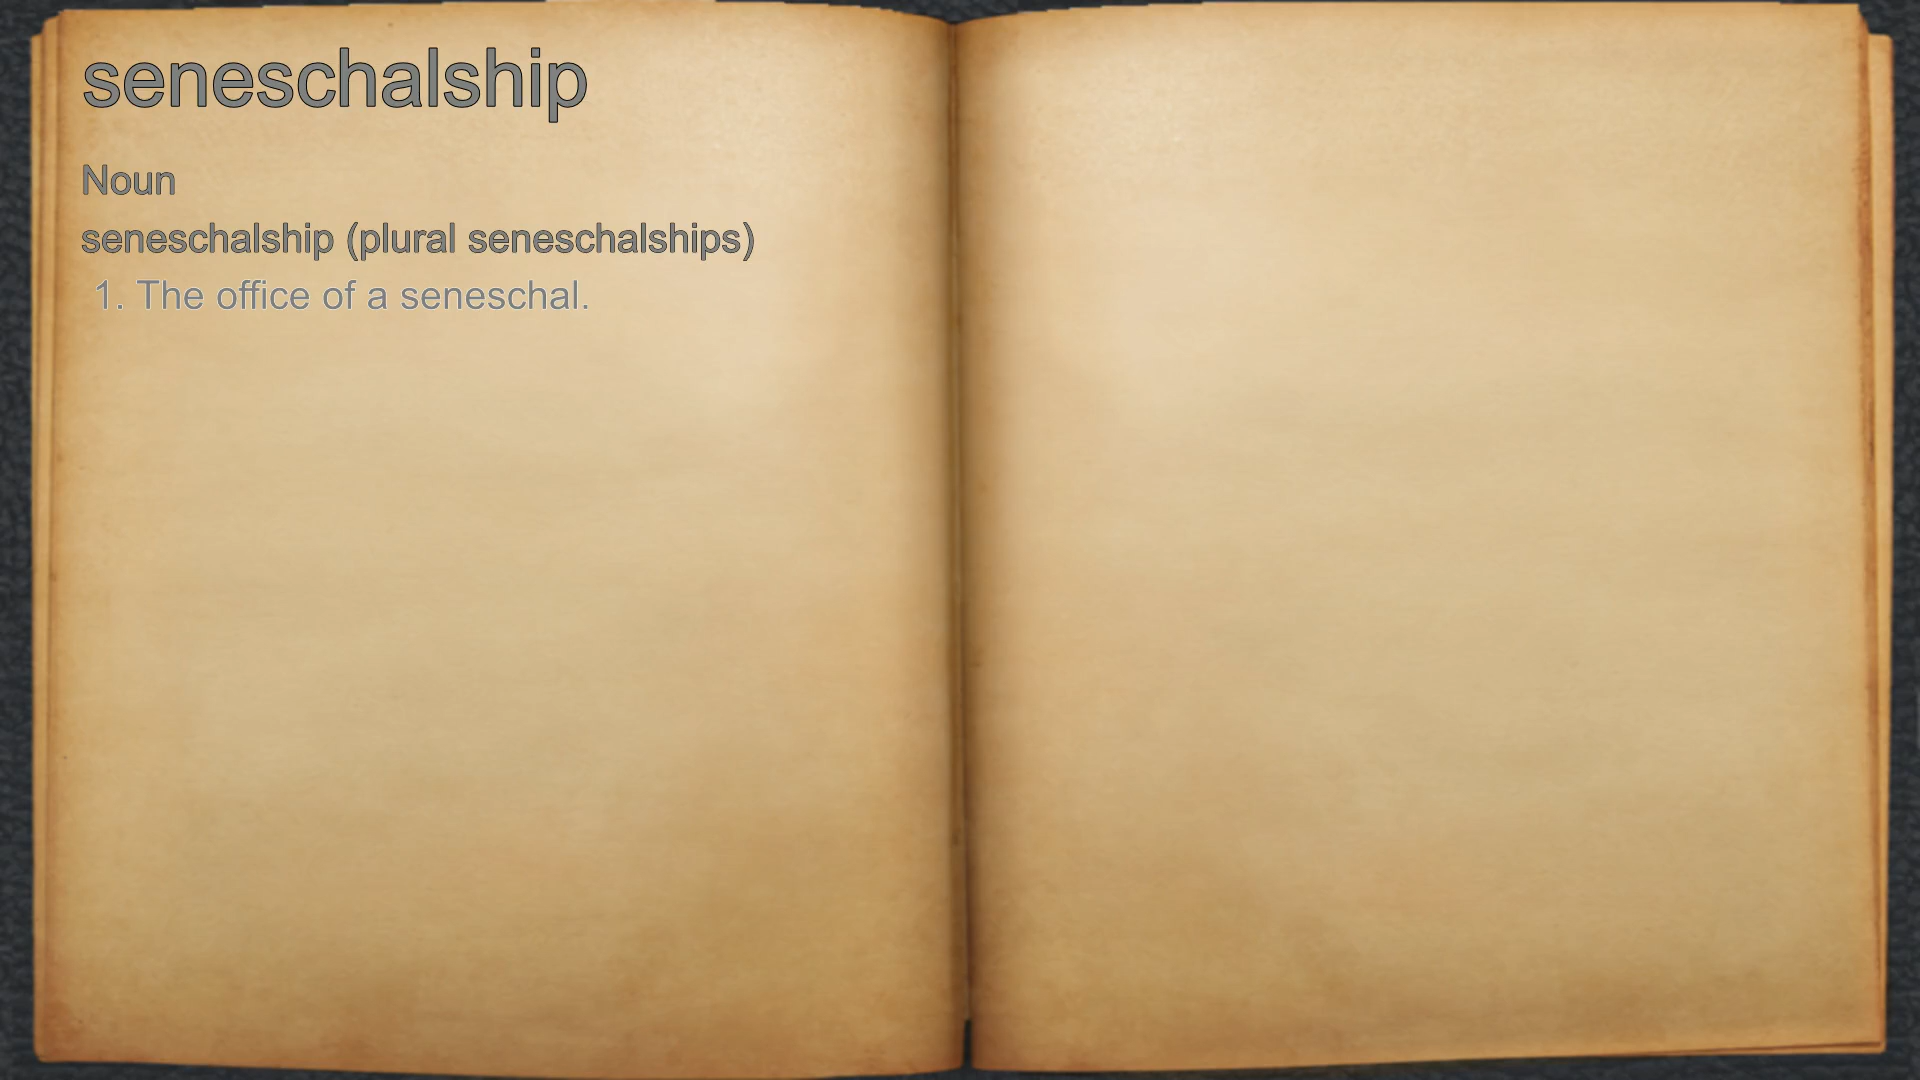 seneschalship
Noun
seneschalship (plural seneschalships)
1. The office of a seneschal.